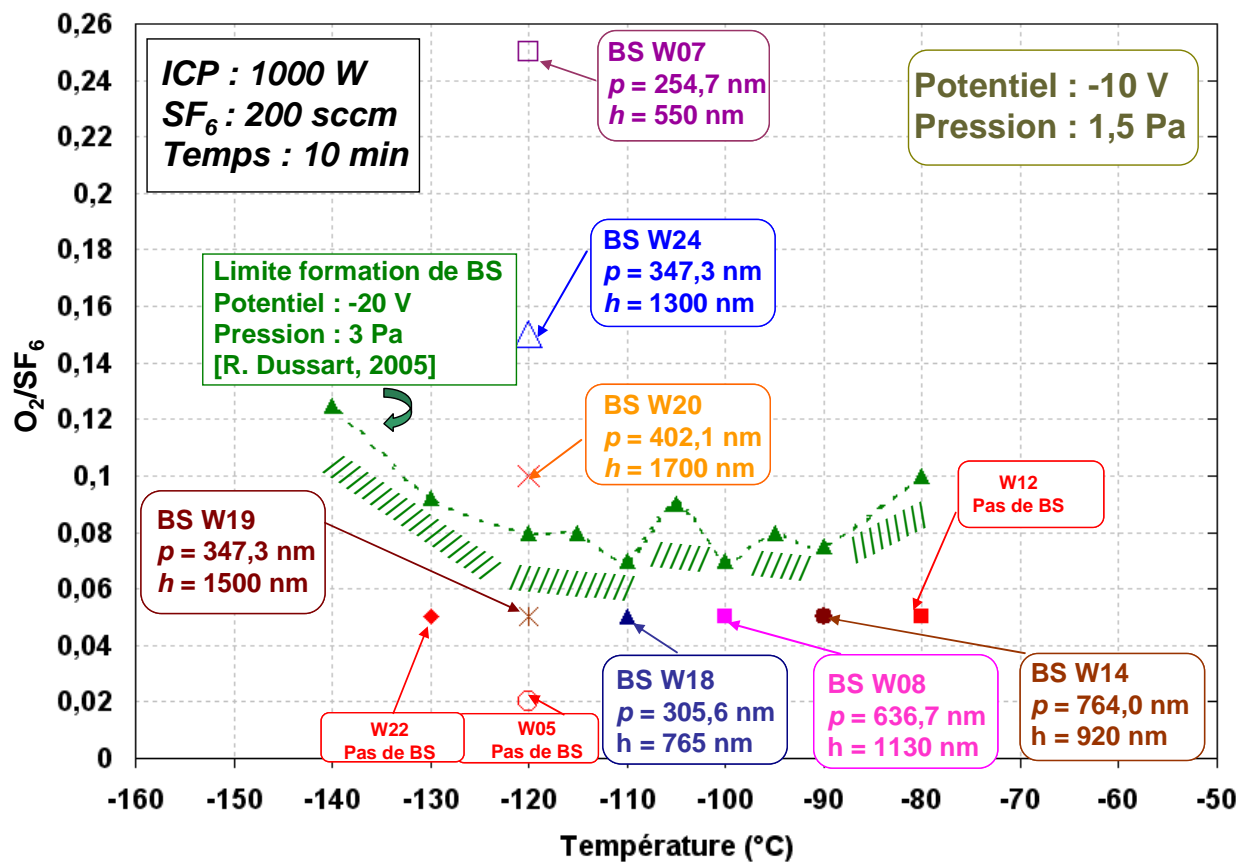 0,26
0,24
0,22
0,2
0,18
0,16
0,14
0,12
0,1
0,08
0,06
0,04
0,02
0
O2/SF6
ICP : 1000 W
SF6 : 200 sccm
Temps : 10 min
BS W07
p = 254,7 nm
h = 550 nm
Potentiel : -10 V
Pression : 1,5 Pa
BS W24
p = 347,3 nm
h = 1300 nm
Limite formation de BS
Potentiel : -20 V
Pression : 3 Pa
[R. Dussart, 2005]
BS W20
p = 402,1 nm
h = 1700 nm
W12
Pas de BS
BS W19
p = 347,3 nm
h = 1500 nm
BS W18
p = 305,6 nm
h = 765 nm
BS W08
p = 636,7 nm
h = 1130 nm
BS W14
p = 764,0 nm
h = 920 nm
W22
Pas de BS
W05
Pas de BS
-160 -150 -140 -130 -120 -110 -100 -90 -80 -70 -60 -50
Température (°C)